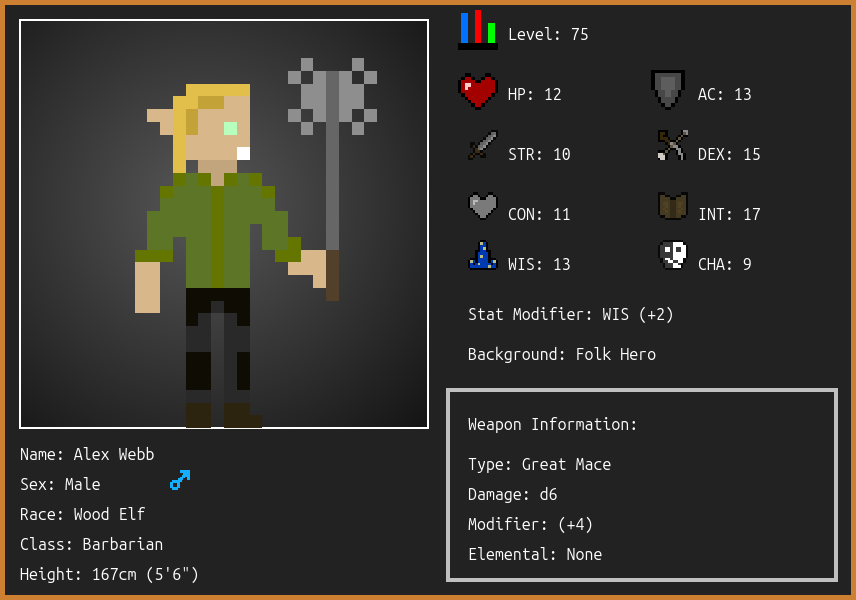 Level: 75
HP: 12
AC: 13
STR: 10
DEX: 15
CON: 11
INT: 17
WIS: 13
CHA: 9
Stat Modifier: WIS (+2)
Background: Folk Hero
Weapon Information:
Type: Great Mace
Damage: d6
Modifier: (+4)
Elemental: None
Name: Alex Webb
Sex: Male
Race: Wood Elf
Class: Barbarian
Height: 167cm (5'6")